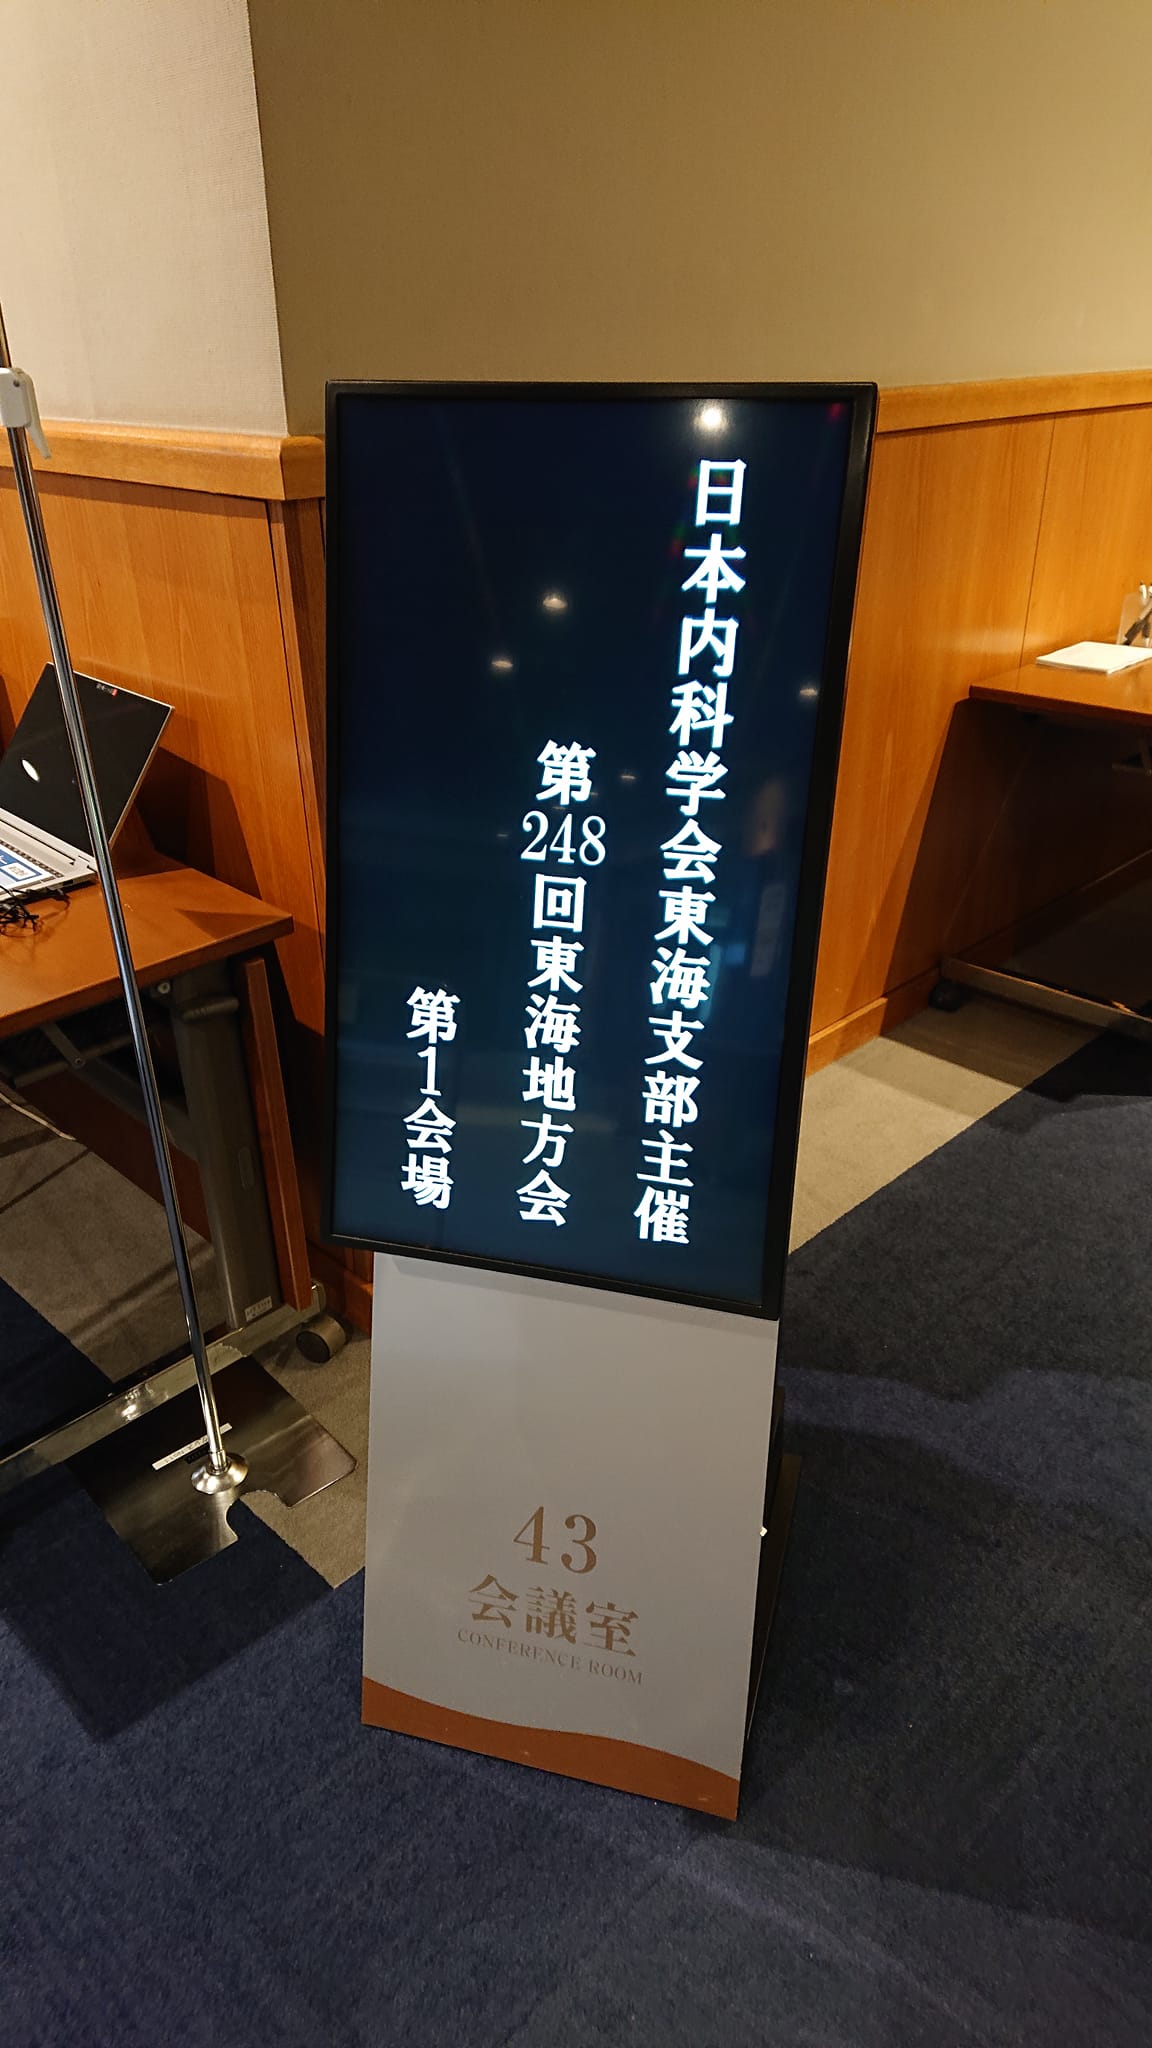 日本内科学会東海支部主催
第248回東海地方会
第1会場
43
会議室
CONFERENCE ROOM